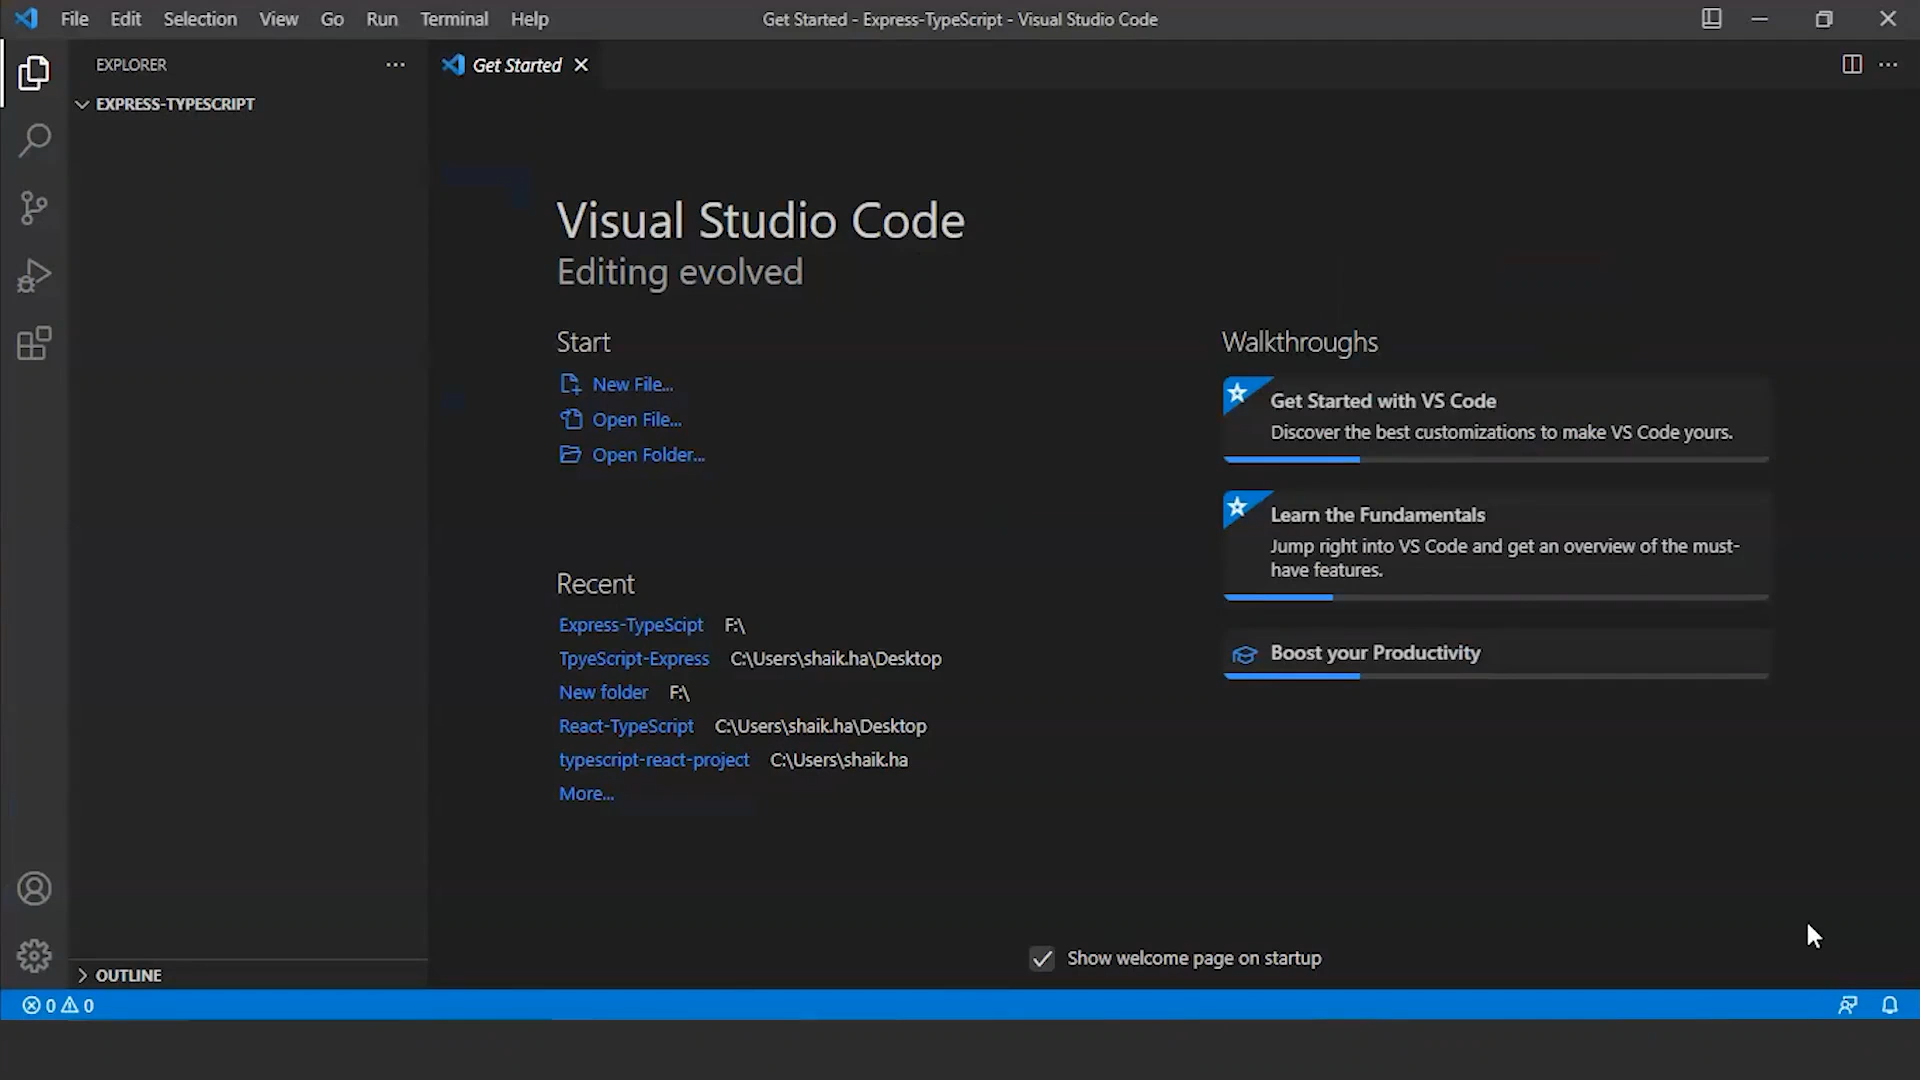 File Edit Selection View Go Run Terminal Help
Get Started - Express-TypeScript - Visual Studio Code
EXPLORER
Get Started
EXPRESS-TYPESCRIPT
Visual Studio Code
Editing evolved
Start
New File...
Open File...
Open Folder...
Recent
Express-TypeScipt F:\
TpyeScript-Express C:\Users\shaik.ha\Desktop
New folder F:\
React-TypeScript C:\Users\shaik.ha\Desktop
typescript-react-project C:\Users\shaik.ha
More...
Walkthroughs
Get Started with VS Code
Discover the best customizations to make VS Code yours.
Learn the Fundamentals
Jump right into VS Code and get an overview of the must-
have features.
Boost your Productivity
Show welcome page on startup
OUTLINE
0 0